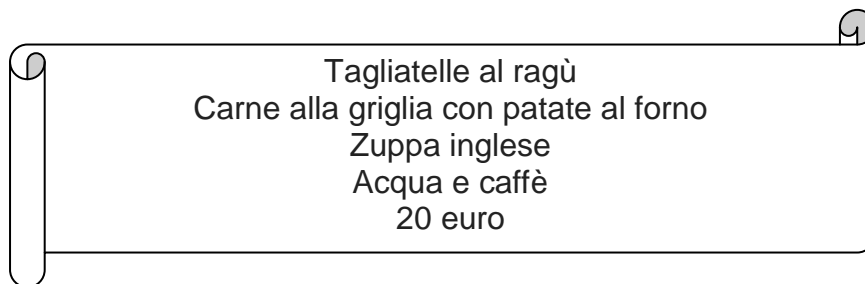 Tagliatelle al ragù
Carne alla griglia con patate al forno
Zuppa inglese
Acqua e caffè
20 euro